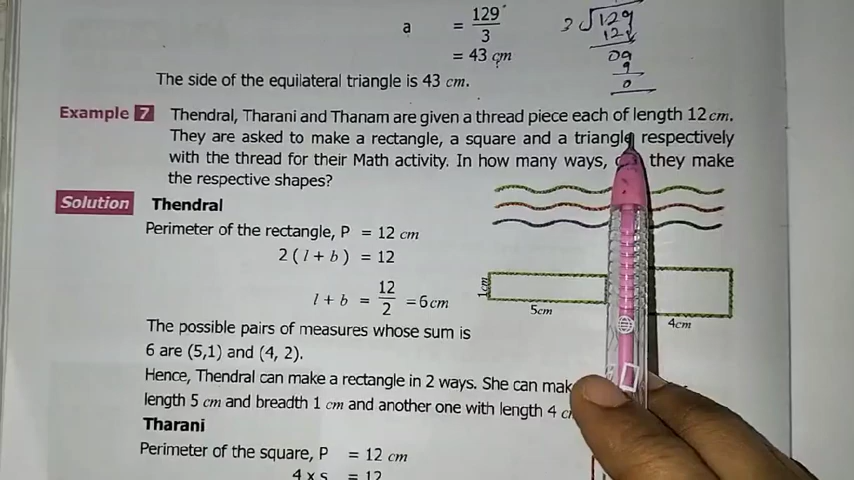 a = 129/3
= 43 cm
3 129
12
09
9
0
The side of the equilateral triangle is 43 cm.
Example 7 Thendral, Tharani and Thanam are given a thread piece each of length 12 cm.
They are asked to make a rectangle, a square and a triangle respectively
with the thread for their Math activity. In how many ways, they make
the respective shapes?
Solution Thendral
Perimeter of the rectangle, P = 12 cm
2 ( l + b ) = 12
l + b = 12/2 = 6 cm
1cm
5cm
4cm
The possible pairs of measures whose sum is
6 are (5,1) and (4, 2).
Hence, Thendral can make a rectangle in 2 ways. She can
length 5 cm and breadth 1 cm and another one with length 4
Tharani
Perimeter of the square, P = 12 cm
4 x s = 12